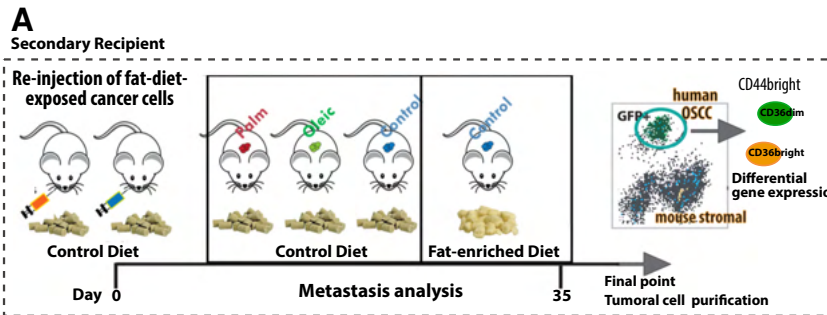 A
Secondary Recipient
Re-injection of fat-diet-
exposed cancer cells
Control Diet
Palm
Oleic
Control
Control Diet
Control
Fat-enriched Diet
Day 0
Metastasis analysis
35
human
OSCC
GFP+
mouse stromal
CD44bright
CD36dim
CD36bright
Differential
gene expressio
Final point
Tumoral cell purification